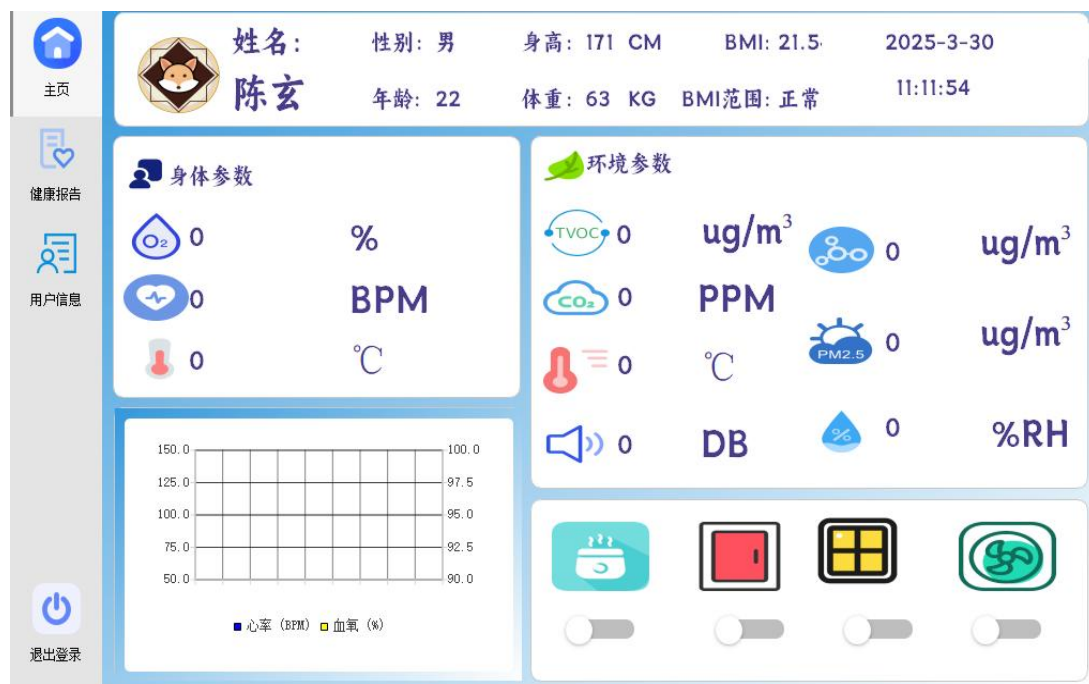 主页
健康报告
用户信息
退出登录
姓名: 性别: 男 身高: 171 CM BMI: 21.5 2025-3-30
陈玄 年龄: 22 体重: 63 KG BMI范围: 正常 11:11:54
身体参数
O₂ 0 %
0 BPM
0 ℃
150.0 100.0
125.0 97.5
100.0 95.0
75.0 92.5
50.0 90.0
心率 (BPM) 血氧 (%)
环境参数
TVOC 0 ug/m³
CO₂ 0 PPM
0 ℃
0 DB
0 ug/m³
PM2.5 0 ug/m³
% 0 %RH